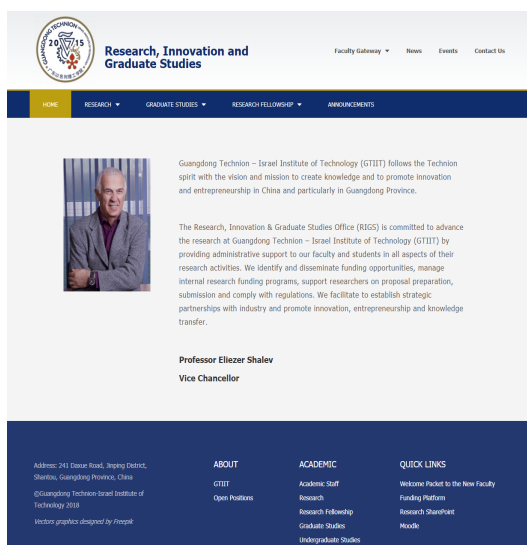 GUANGDONG TECHNION
20 15
Research, Innovation and
Graduate Studies
Faculty Gateway
News
Events
Contact Us
HOME
RESEARCH
GRADUATE STUDIES
RESEARCH FELLOWSHIP
ANNOUNCEMENTS
Guangdong Technion – Israel Institute of Technology (GTIIT) follows the Technion
spirit with the vision and mission to create knowledge and to promote innovation
and entrepreneurship in China and particularly in Guangdong Province.
The Research, Innovation & Graduate Studies Office (RIGS) is committed to advance
the research at Guangdong Technion – Israel Institute of Technology (GTIIT) by
providing administrative support to our faculty and students in all aspects of their
research activities. We identify and disseminate funding opportunities, manage
internal research funding programs, support researchers on proposal preparation,
submission and comply with regulations. We facilitate to establish strategic
partnerships with industry and promote innovation, entrepreneurship and knowledge
transfer.
Professor Eliezer Shalev
Vice Chancellor
Address: 241 Daxue Road, Jinping District,
Shantou, Guangdong Province, China
©Guangdong Technion-Israel Institute of
Technology 2018
Vectors graphics designed by Freepik
ABOUT
GTIIT
Open Positions
ACADEMIC
Academic Staff
Research
Research Fellowship
Graduate Studies
Undergraduate Studies
QUICK LINKS
Welcome Packet to the New Faculty
Funding Platform
Research SharePoint
Moodle